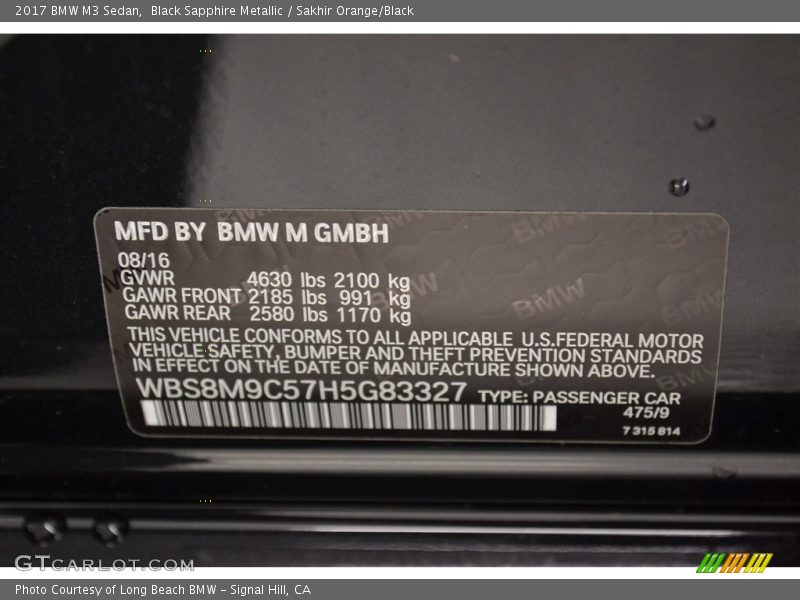 2017 BMW M3 Sedan, Black Sapphire Metallic / Sakhir Orange/Black
MFD BY BMW M GMBH
08/16
GVWR 4630 lbs 2100 kg
GAWR FRONT 2185 lbs 991 kg
GAWR REAR 2580 lbs 1170 kg
THIS VEHICLE CONFORMS TO ALL APPLICABLE U.S.FEDERAL MOTOR
VEHICLE SAFETY, BUMPER AND THEFT PREVENTION STANDARDS
IN EFFECT ON THE DATE OF MANUFACTURE SHOWN ABOVE.
WBS8M9C57H5G83327 TYPE: PASSENGER CAR
475/9
7 315 814
GTCARLOT.COM
Photo Courtesy of Long Beach BMW – Signal Hill, CA